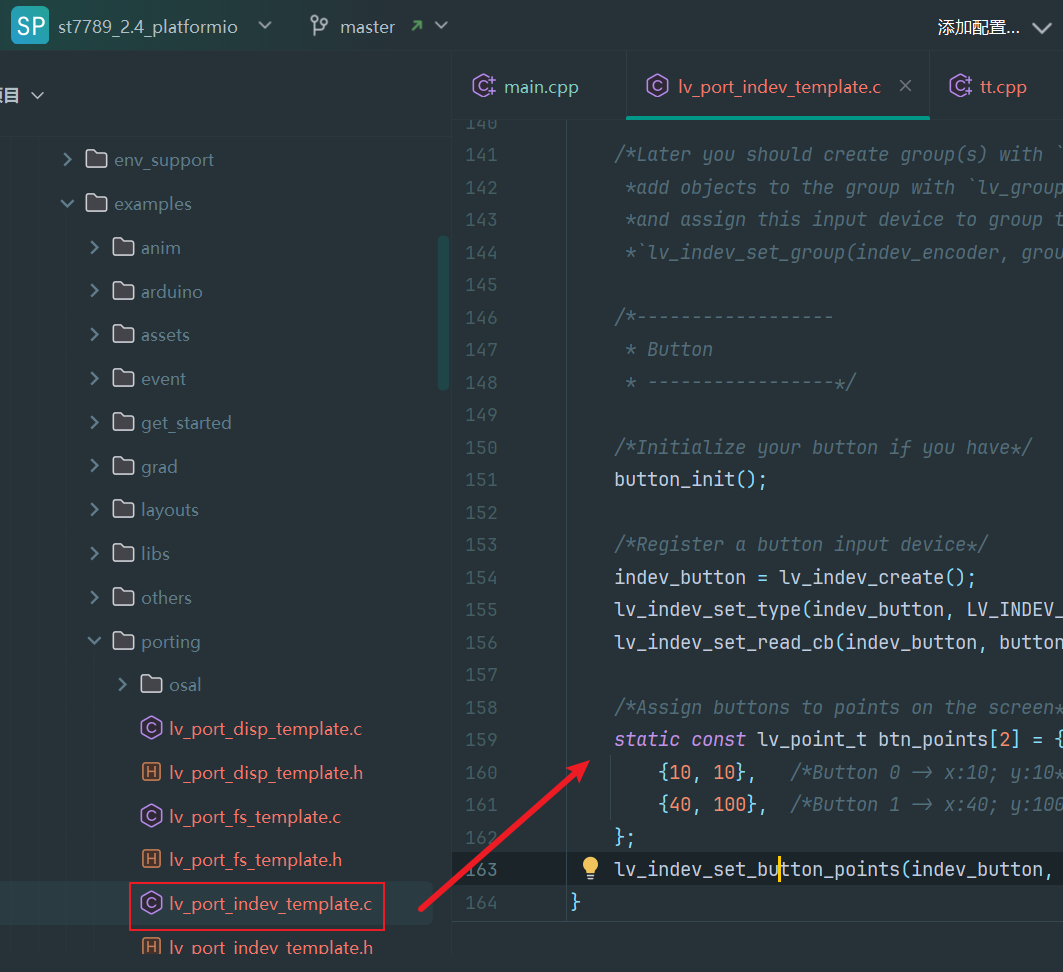 SP st7789_2.4_platformio master 添加配置...
项目
main.cpp lv_port_indev_template.c tt.cpp
env_support
examples
anim
arduino
assets
event
get_started
grad
layouts
libs
others
porting
osal
lv_port_disp_template.c
lv_port_disp_template.h
lv_port_fs_template.c
lv_port_fs_template.h
lv_port_indev_template.c
lv_port_indev_template.h
140
141 /*Later you should create group(s) with `
142 *add objects to the group with `lv_group
143 *and assign this input device to group t
144 *`lv_indev_set_group(indev_encoder, grou
145
146 /*------------------
147 * Button
148 * -----------------*/
149
150 /*Initialize your button if you have*/
151 button_init();
152
153 /*Register a button input device*/
154 indev_button = lv_indev_create();
155 lv_indev_set_type(indev_button, LV_INDEV_
156 lv_indev_set_read_cb(indev_button, button
157
158 /*Assign buttons to points on the screen*
159 static const lv_point_t btn_points[2] = {
160 {10, 10}, /*Button 0 -> x:10; y:10*
161 {40, 100}, /*Button 1 -> x:40; y:100
162 };
163 lv_indev_set_button_points(indev_button,
164 }